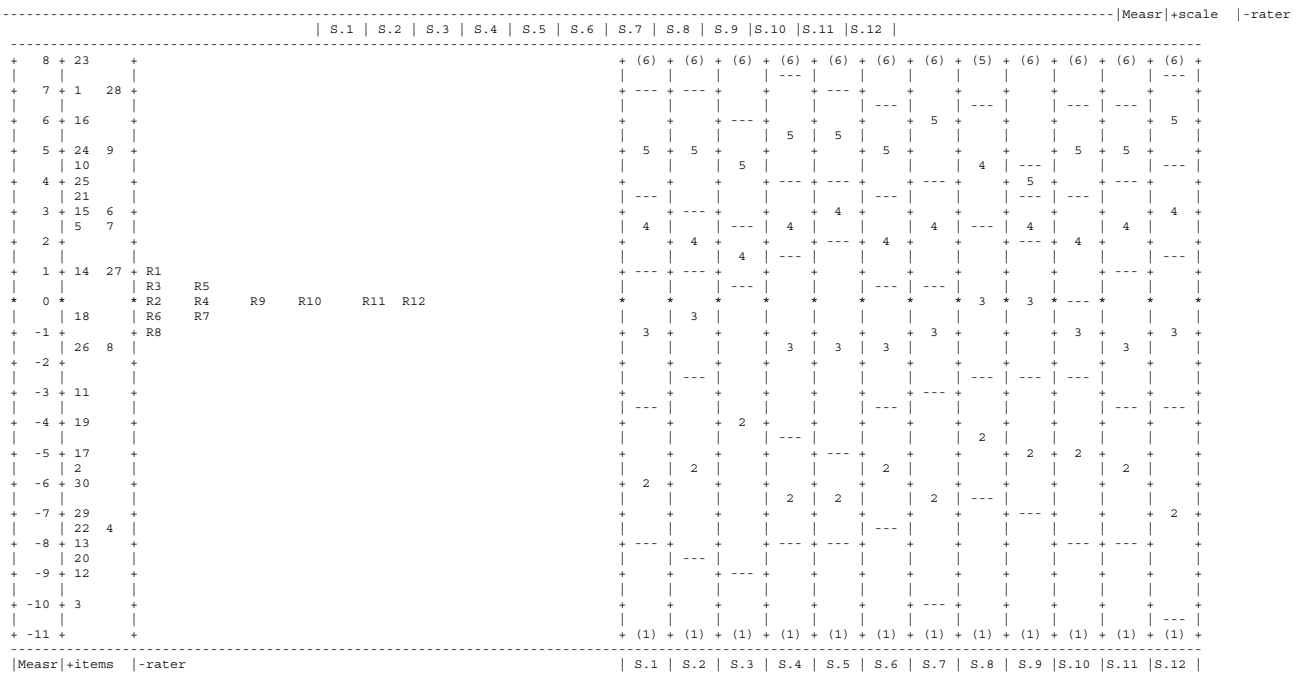 ---------------------------------------------------------------|Measr|+scale |-rater
| S.1 | S.2 | S.3 | S.4 | S.5 | S.6 | S.7 | S.8 | S.9 |S.10 |S.11 |S.12 |
---------------------------------------------------------------
+ 8 + 23 + + (6) + (6) + (6) + (6) + (6) + (6) + (6) + (5) + (6) + (6) + (6) + (6) +
| | | | | | | --- | | | | | | | | --- |
+ 7 + 1 28 + + --- + --- + + + --- + + + + + + + +
| | | | | | | | | --- | | --- | | --- | --- | |
+ 6 + 16 + + + + --- + + + + 5 + + + + + 5 +
| | | | | | | 5 | 5 | | | | | | | |
+ 5 + 24 9 + + 5 + 5 + + + + 5 + + + + 5 + 5 + +
| | 10 | | | | 5 | | | | | 4 | --- | | | --- |
+ 4 + 25 + + + + + --- + --- + + --- + + 5 + + --- + +
| | 21 | | --- | | | | | --- | | | --- | --- | | |
+ 3 + 15 6 + + + --- + + + 4 + + + + + + + 4 +
| | 5 7 | | 4 | | --- | 4 | | | 4 | --- | 4 | | 4 | |
+ 2 + + + + 4 + + + --- + 4 + + + --- + 4 + + +
| | | | | | 4 | --- | | | | | | | | --- |
+ 1 + 14 27 + R1 + --- + --- + + + + + + + + + --- + +
| | | R3 R5 | | | --- | | | --- | --- | | | | | |
* 0 * * R2 R4 R9 R10 R11 R12 * * * * * * * * 3 * 3 * --- * * *
| | 18 | R6 R7 | | 3 | | | | | | | | | | |
+ -1 + + R8 + 3 + + + + + + 3 + + + 3 + + 3 +
| | 26 8 | | | | | 3 | 3 | 3 | | | | | 3 | |
+ -2 + + + + + + + + + + + + + + +
| | | | | --- | | | | | | --- | --- | --- | | |
+ -3 + 11 + + + + + + + + --- + + + + + +
| | | | --- | | | | | --- | | | | | --- | --- |
+ -4 + 19 + + + + 2 + + + + + + + + + +
| | | | | | | --- | | | | 2 | | | | |
+ -5 + 17 + + + + + + --- + + + + 2 + 2 + + +
| | 2 | | | 2 | | | | 2 | | | | | 2 | |
+ -6 + 30 + + 2 + + + + + + + + + + + +
| | | | | | | 2 | 2 | | 2 | --- | | | | |
+ -7 + 29 + + + + + + + + + + --- + + + 2 +
| | 22 4 | | | | | | | --- | | | | | | |
+ -8 + 13 + + --- + + + --- + --- + + + + + --- + --- + +
| | 20 | | | --- | | | | | | | | | | |
+ -9 + 12 + + + + --- + + + + + + + + + +
| | | | | | | | | | | | | | | |
+ -10 + 3 + + + + + + + + --- + + + + + +
| | | | | | | | | | | | | | | --- |
+ -11 + + + (1) + (1) + (1) + (1) + (1) + (1) + (1) + (1) + (1) + (1) + (1) + (1) +
---------------------------------------------------------------
|Measr|+items |-rater | S.1 | S.2 | S.3 | S.4 | S.5 | S.6 | S.7 | S.8 | S.9 |S.10 |S.11 |S.12 |